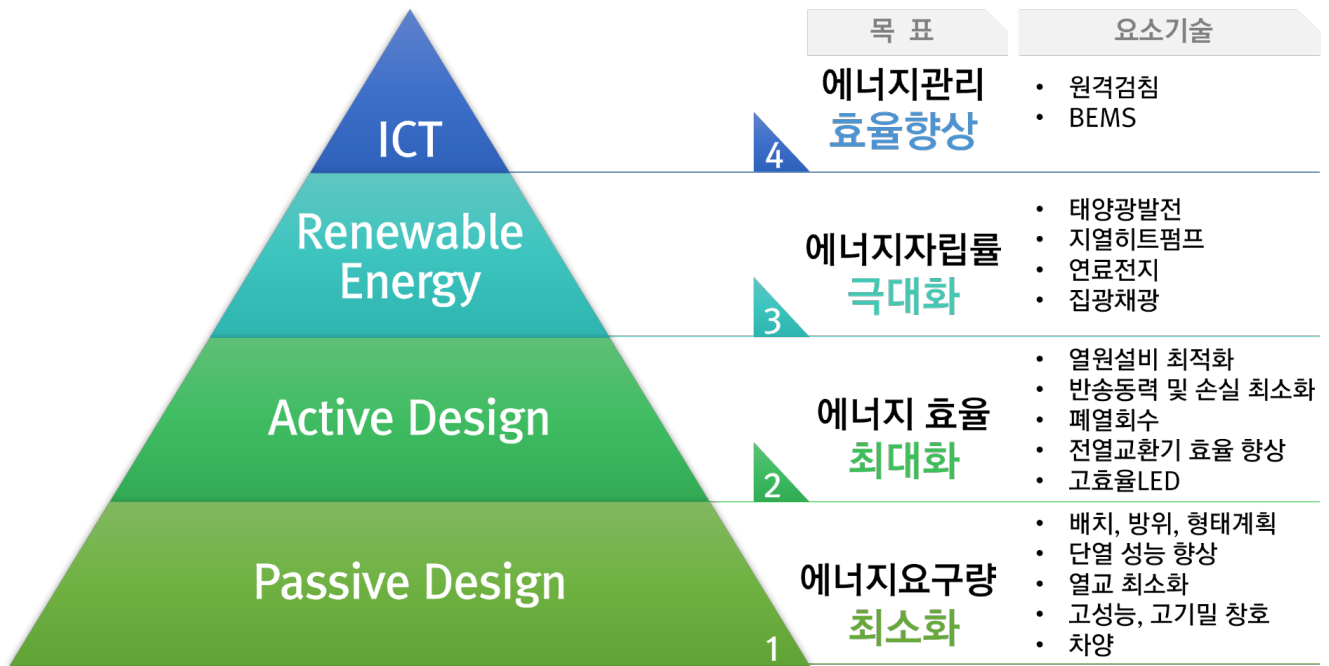 목 표
요소기술
ICT
4
에너지관리
효율향상
• 원격검침
• BEMS
Renewable
Energy
3
에너지자립률
극대화
• 태양광발전
• 지열히트펌프
• 연료전지
• 집광채광
Active Design
2
에너지 효율
최대화
• 열원설비 최적화
• 반송동력 및 손실 최소화
• 폐열회수
• 전열교환기 효율 향상
• 고효율LED
Passive Design
1
에너지요구량
최소화
• 배치, 방위, 형태계획
• 단열 성능 향상
• 열교 최소화
• 고성능, 고기밀 창호
• 차양